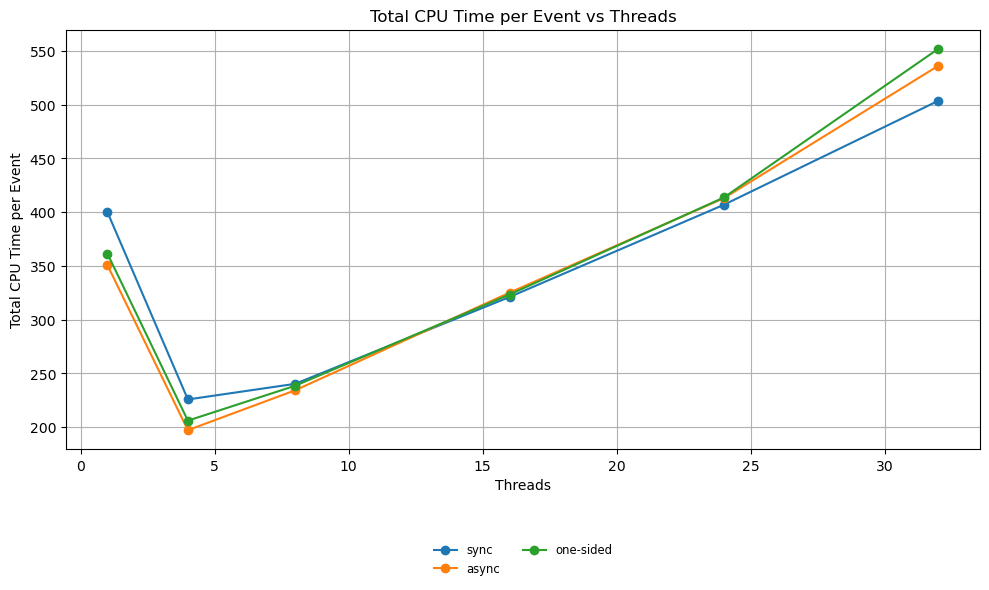 Total CPU Time per Event vs Threads
Total CPU Time per Event
550
500
450
400
350
300
250
200
0 5 10 15 20 25 30
Threads
sync one-sided
async